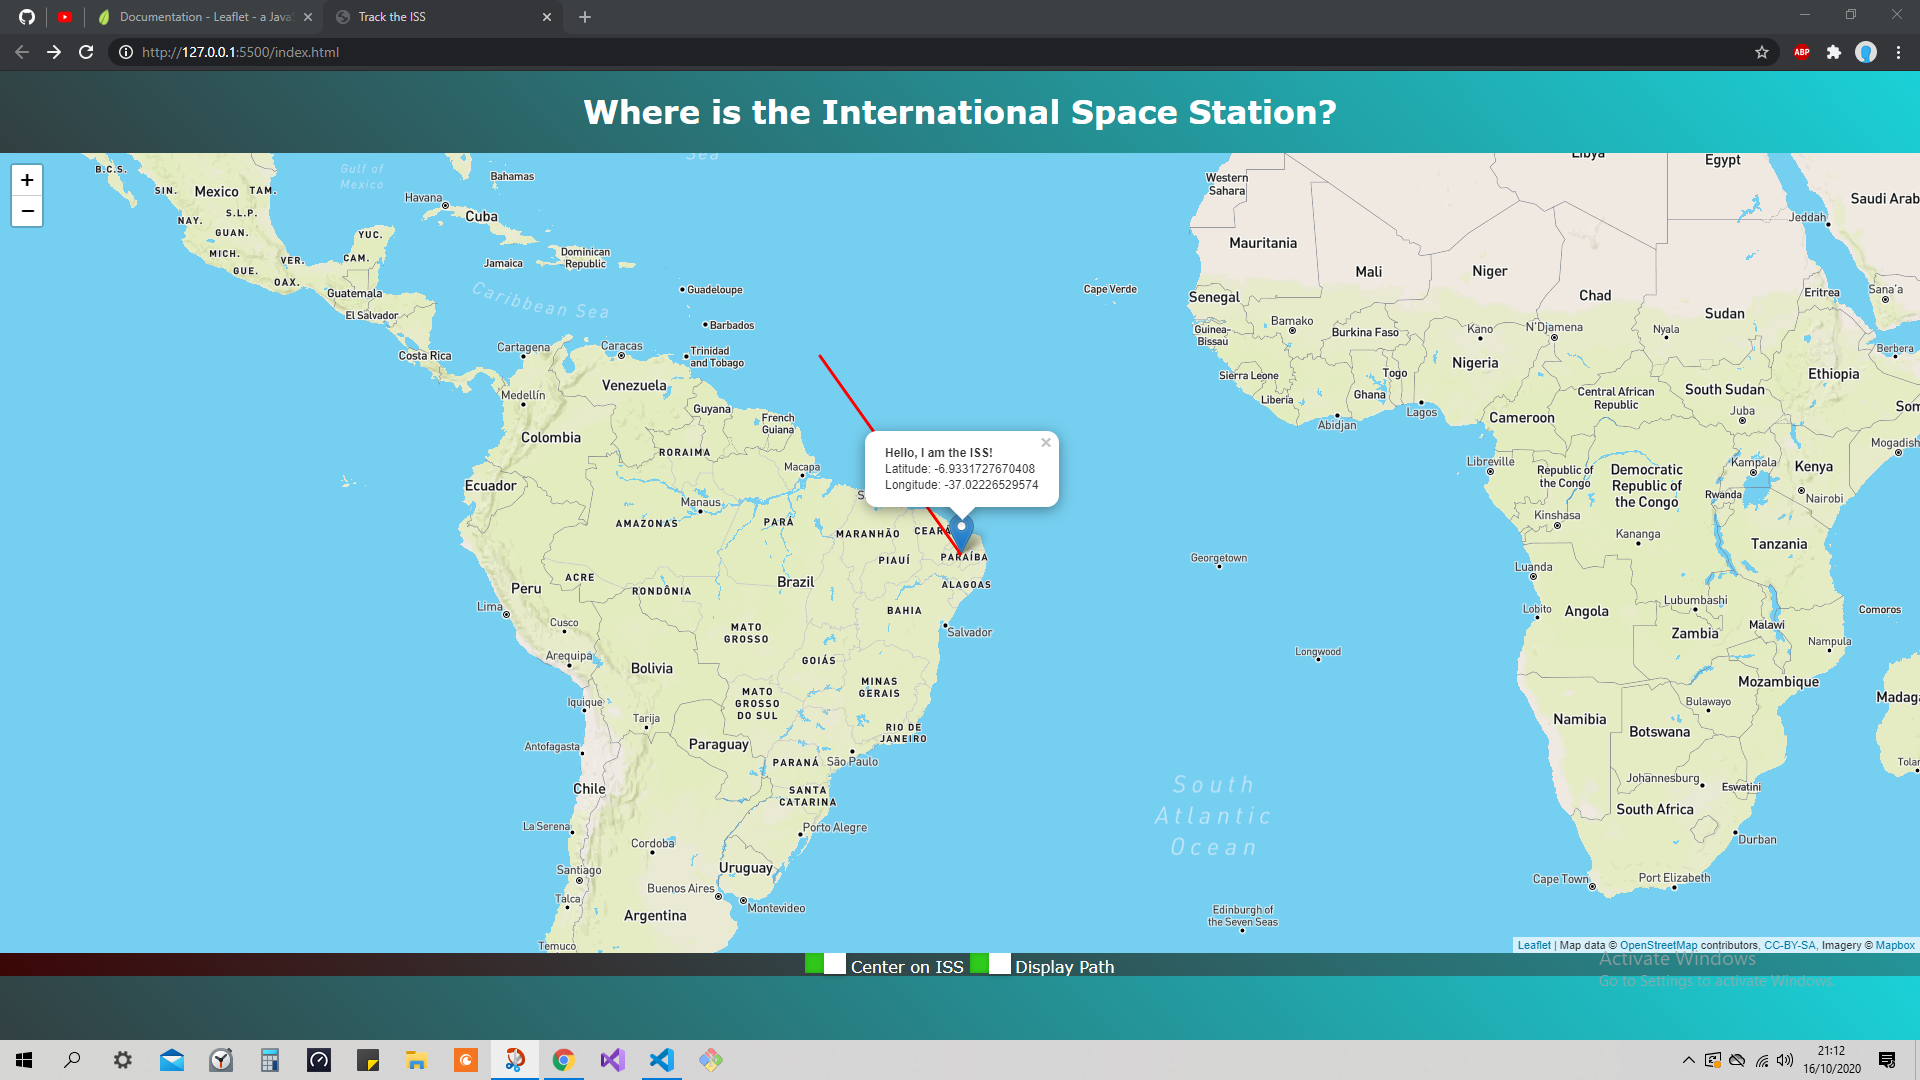 Documentation - Leaflet - a JavaS
Track the ISS
http://127.0.0.1:5500/index.html
ABP
Where is the International Space Station?
+
−
Sea
Libya
Egypt
B.C.S.
Gulf of
Mexico
Bahamas
Western
Sahara
SIN.
Mexico
TAM.
Havana
Saudi Arab
S.L.P.
Cuba
NAY.
Jeddah
GUAN.
YUC.
Mauritania
MICH.
VER.
CAM.
Jamaica
Dominican
Republic
GUE.
OAX.
Mali
Niger
Guatemala
Caribbean Sea
Guadeloupe
Cape Verde
Senegal
Chad
Eritrea
Sana'a
El Salvador
Barbados
Guinea-
Bissau
Bamako
Burkina Faso
Kano
N'Djamena
Sudan
Nyala
Costa Rica
Cartagena
Caracas
Trinidad
and Tobago
Nigeria
Berbera
Venezuela
Sierra Leone
Togo
Ethiopia
Medellín
Guyana
French
Guiana
Liberia
Ghana
Central African
Republic
South Sudan
Som
Colombia
Abidjan
Lagos
Cameroon
Juba
RORAIMA
Macapa
Mogadish
Hello, I am the ISS!
Latitude: -6.9331727670408
Longitude: -37.02226529574
×
Libreville
Republic of
the Congo
Democratic
Republic of
the Congo
Kampala
Kenya
Ecuador
Manaus
Rwanda
Nairobi
AMAZONAS
PARÁ
MARANHÃO
CEARÁ
Kinshasa
PIAUÍ
PARAÍBA
Georgetown
Kananga
Tanzania
ACRE
Brazil
ALAGOAS
Luanda
Peru
RONDÔNIA
Lima
BAHIA
Lobito
Angola
Lubumbashi
Comoros
Cusco
MATO
GROSSO
Salvador
Zambia
Malawi
Nampula
Arequipa
Bolivia
GOIÁS
Longwood
MINAS
GERAIS
Mozambique
Iquique
MATO
GROSSO
DO SUL
Madaga
Tarija
Namibia
Bulawayo
RIO DE
JANEIRO
Botswana
Antofagasta
Paraguay
PARANÁ
São Paulo
Tolar
Chile
SANTA
CATARINA
South
Atlantic
Ocean
Johannesburg
Eswatini
South Africa
La Serena
Porto Alegre
Durban
Cordoba
Santiago
Uruguay
Cape Town
Port Elizabeth
Talca
Buenos Aires
Montevideo
Argentina
Edinburgh of
the Seven Seas
Temuco
Leaflet | Map data © OpenStreetMap contributors, CC-BY-SA, Imagery © Mapbox
Center on ISS
Display Path
Activate Windows
Go to Settings to activate Windows.
21:12
16/10/2020